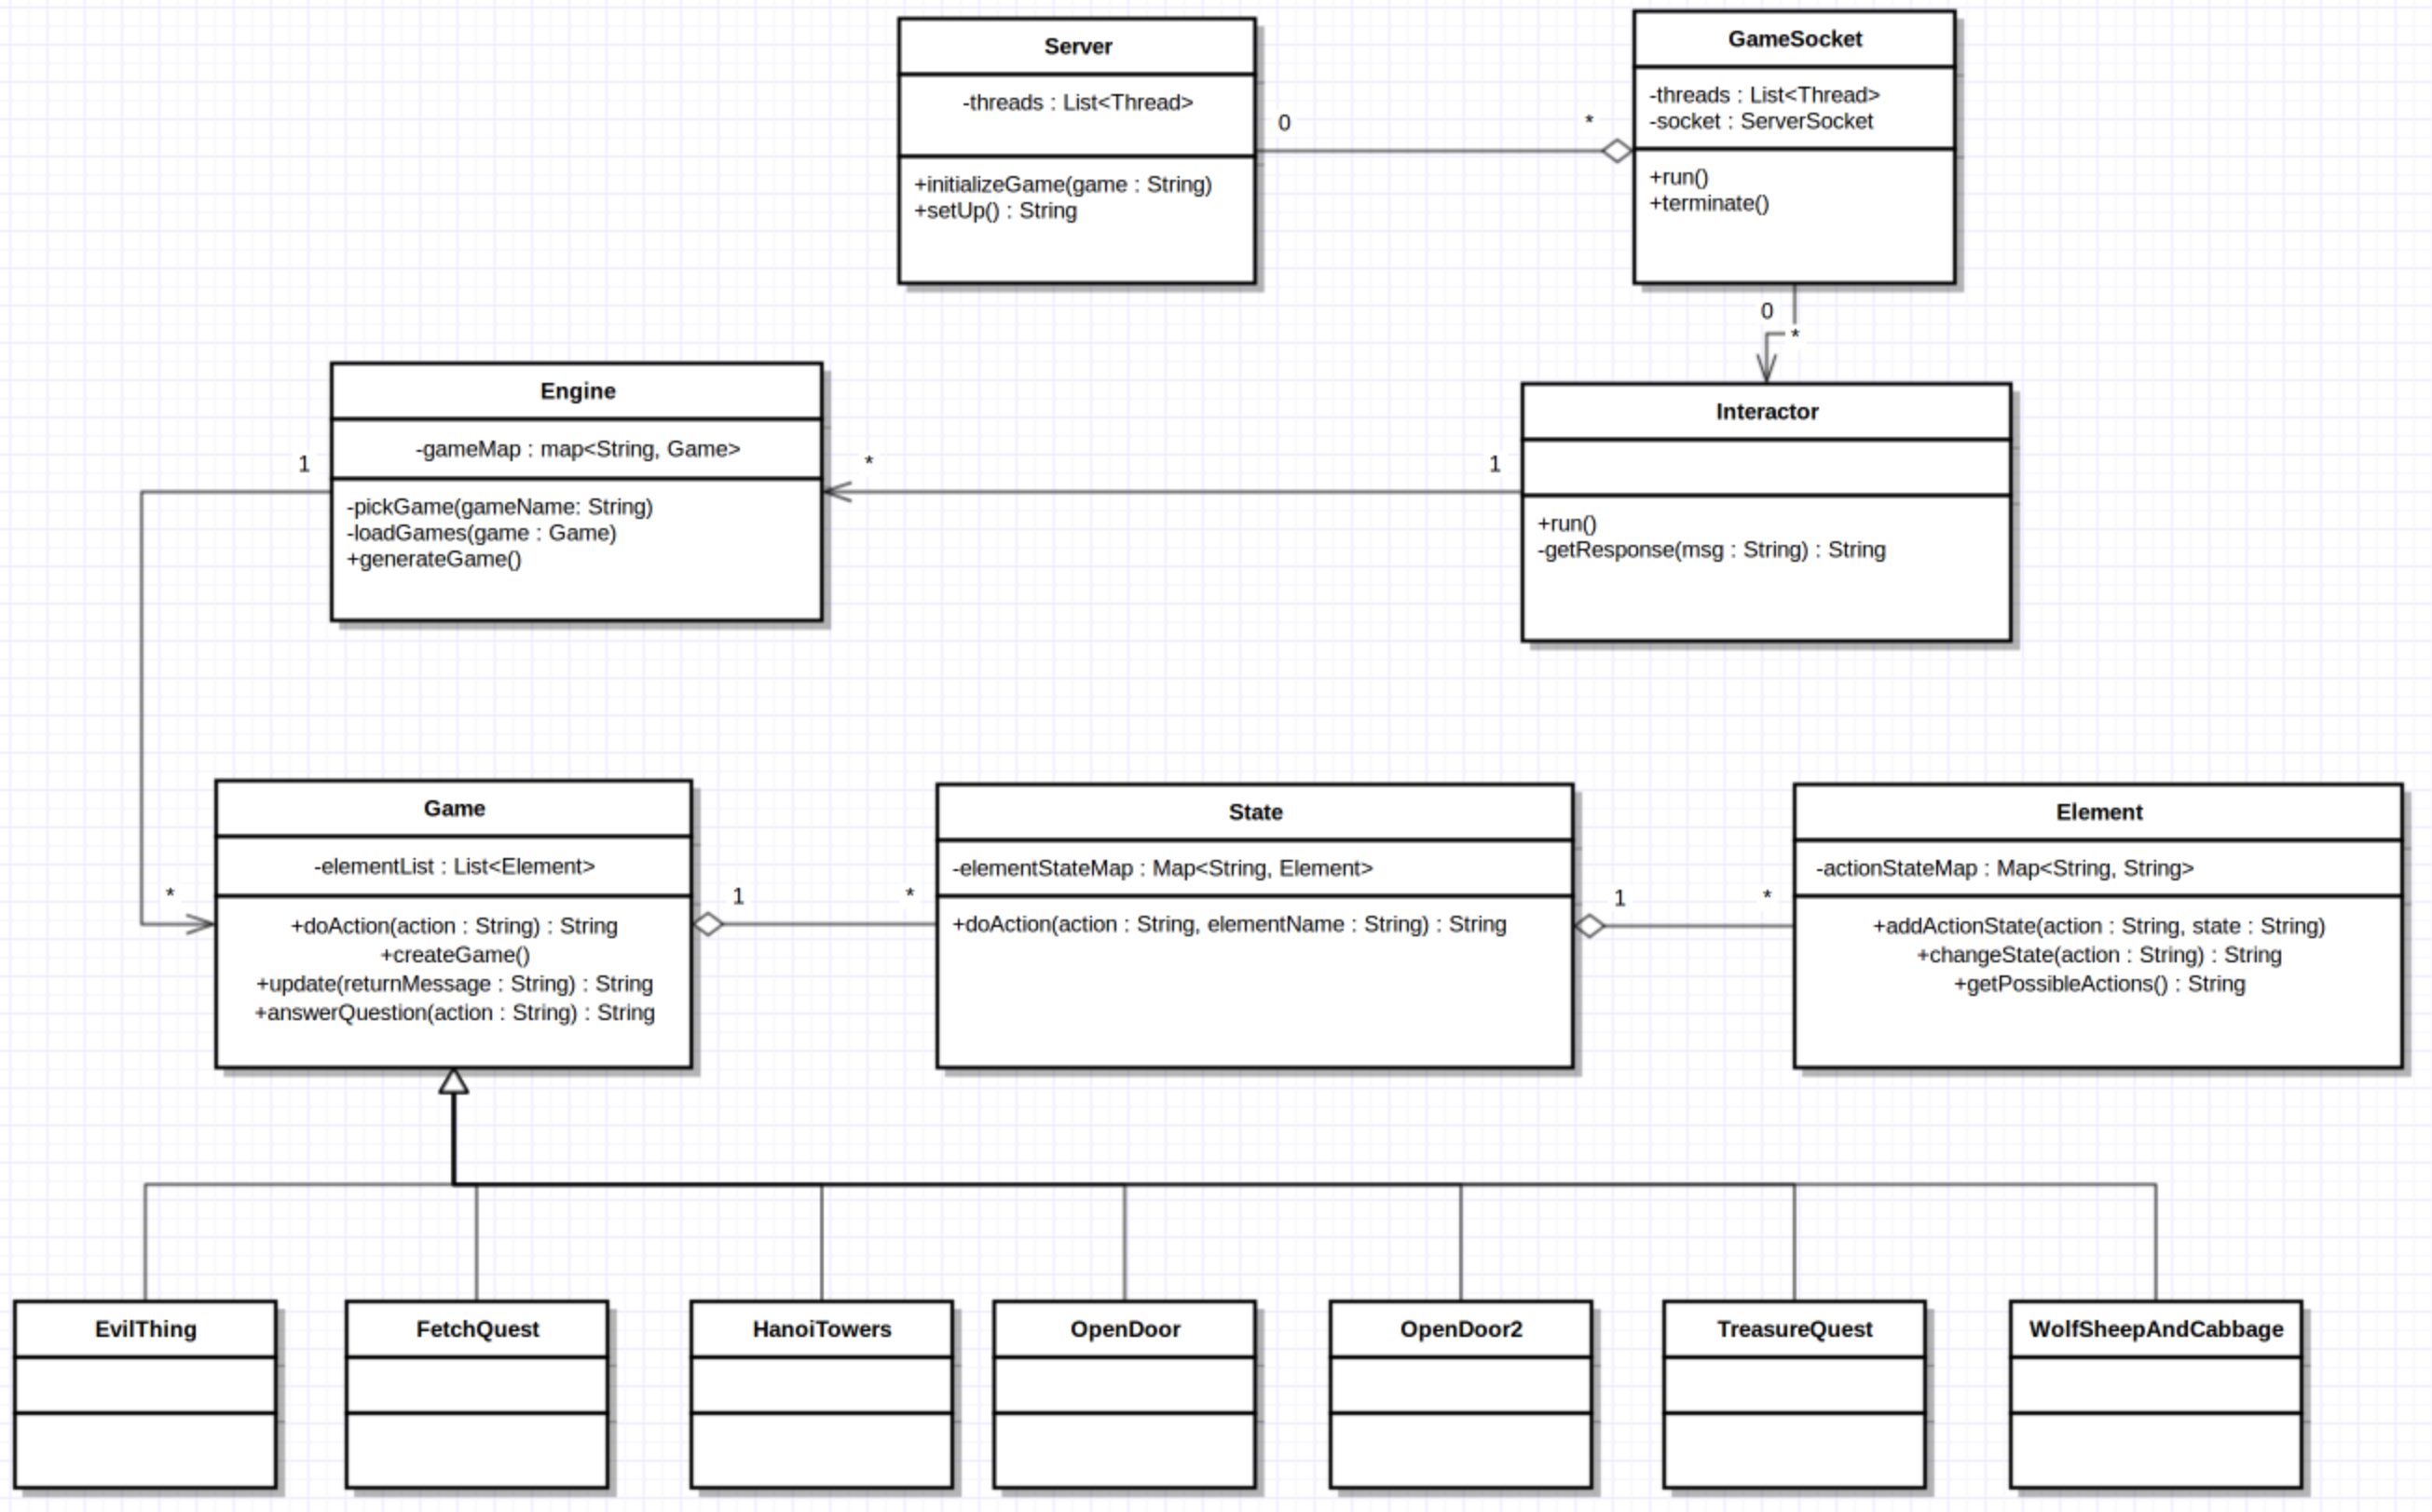 Server
-threads : List<Thread>
+initializeGame(game : String)
+setUp() : String
0
*
GameSocket
-threads : List<Thread>
-socket : ServerSocket
+run()
+terminate()
0
*
Engine
-gameMap : map<String, Game>
-pickGame(gameName: String)
-loadGames(game : Game)
+generateGame()
1
*
1
Interactor
+run()
-getResponse(msg : String) : String
Game
-elementList : List<Element>
+doAction(action : String) : String
+createGame()
+update(returnMessage : String) : String
+answerQuestion(action : String) : String
*
1
*
State
-elementStateMap : Map<String, Element>
+doAction(action : String, elementName : String) : String
1
*
Element
-actionStateMap : Map<String, String>
+addActionState(action : String, state : String)
+changeState(action : String) : String
+getPossibleActions() : String
EvilThing
FetchQuest
HanoiTowers
OpenDoor
OpenDoor2
TreasureQuest
WolfSheepAndCabbage